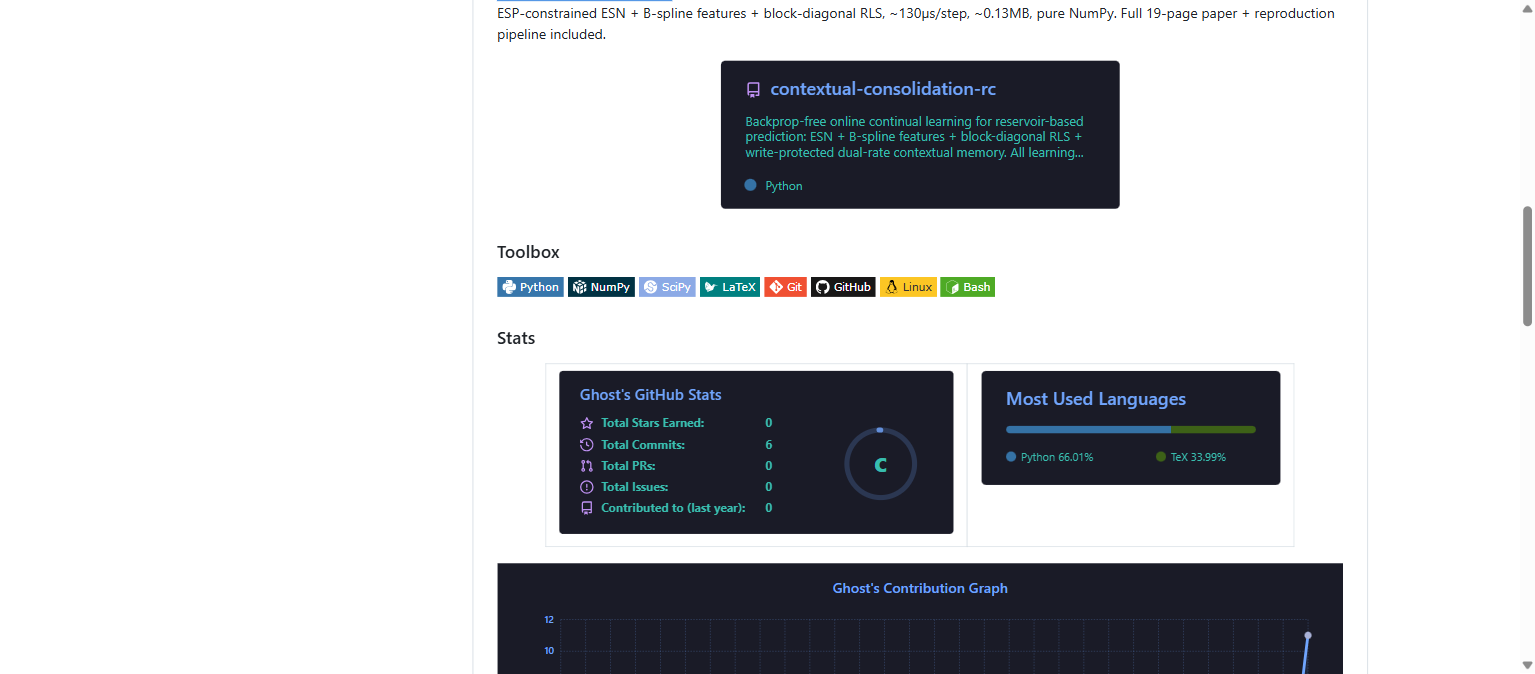 ESP-constrained ESN + B-spline features + block-diagonal RLS, ~130µs/step, ~0.13MB, pure NumPy. Full 19-page paper + reproduction
pipeline included.
contextual-consolidation-rc
Backprop-free online continual learning for reservoir-based
prediction: ESN + B-spline features + block-diagonal RLS +
write-protected dual-rate contextual memory. All learning...
Python
Toolbox
Python NumPy SciPy LaTeX Git GitHub Linux Bash
Stats
Ghost's GitHub Stats
Total Stars Earned: 0
Total Commits: 6
Total PRs: 0
Total Issues: 0
Contributed to (last year): 0
C
Most Used Languages
Python 66.01% TeX 33.99%
Ghost's Contribution Graph
12
10